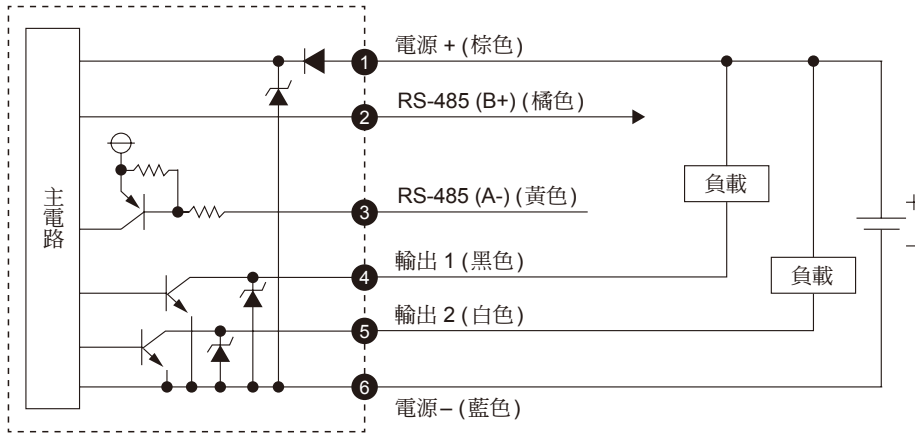 電源 + (棕色)
1
RS-485 (B+) (橘色)
2
主電路
負載
RS-485 (A-) (黃色)
3
輸出 1 (黑色)
4
負載
輸出 2 (白色)
5
6
電源– (藍色)
+
–